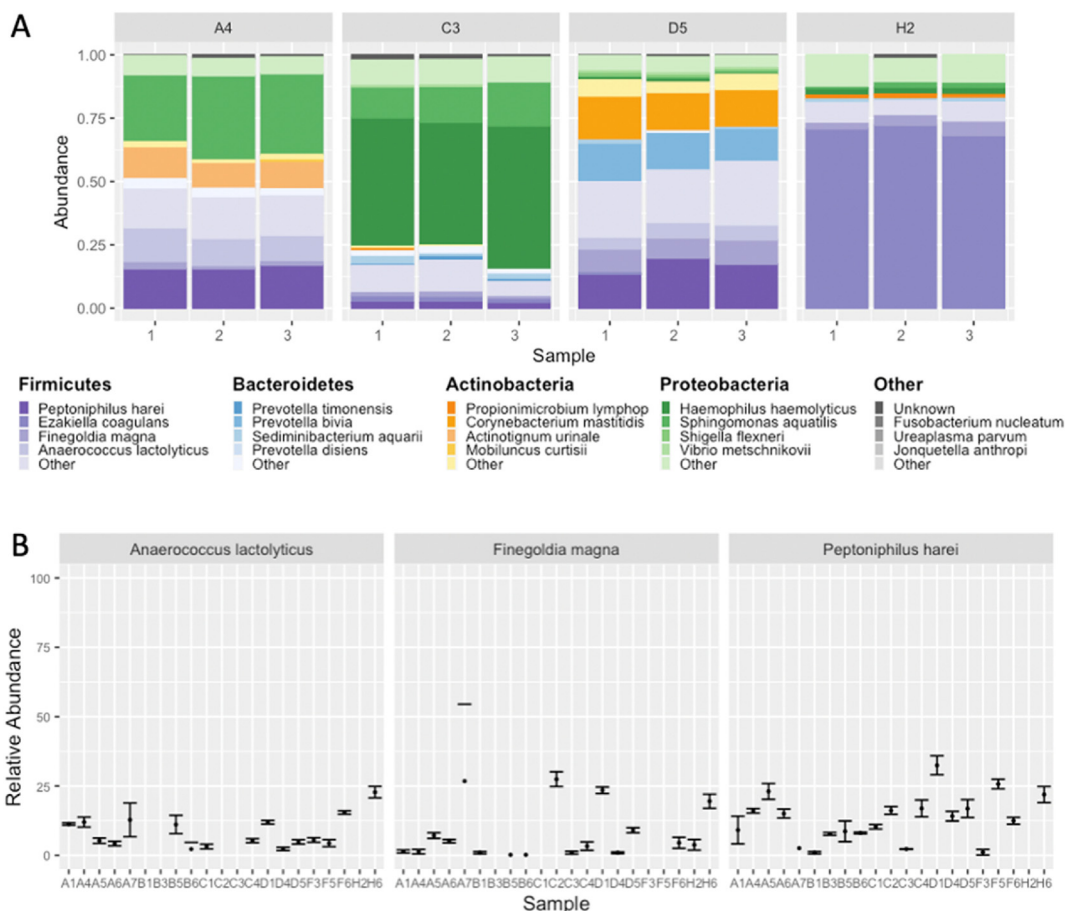 A
A4 C3 D5 H2
1.00
0.75
0.50
0.25
0.00
Abundance
1 2 3 1 2 3 1 2 3 1 2 3
Sample
Firmicutes Bacteroidetes Actinobacteria Proteobacteria Other
Peptoniphilus harei Prevotella timonensis Propionimicrobium lymphop Haemophilus haemolyticus Unknown
Ezakiella coagulans Prevotella bivia Corynebacterium mastitidis Sphingomonas aquatilis Fusobacterium nucleatum
Finegoldia magna Sediminibacterium aquarii Actinotignum urinale Shigella flexneri Ureaplasma parvum
Anaerococcus lactolyticus Prevotella disiens Mobiluncus curtisii Vibrio metschnikovii Jonquetella anthropi
Other Other Other Other Other
B
Anaerococcus lactolyticus Finegoldia magna Peptoniphilus harei
100
75
50
25
0
Relative Abundance
A1A4A5A6A7B1B3B5B6C1C2C3C4D1D4D5F3F5F6H2H6 A1A4A5A6A7B1B3B5B6C1C2C3C4D1D4D5F3F5F6H2H6 A1A4A5A6A7B1B3B5B6C1C2C3C4D1D4D5F3F5F6H2H6
Sample